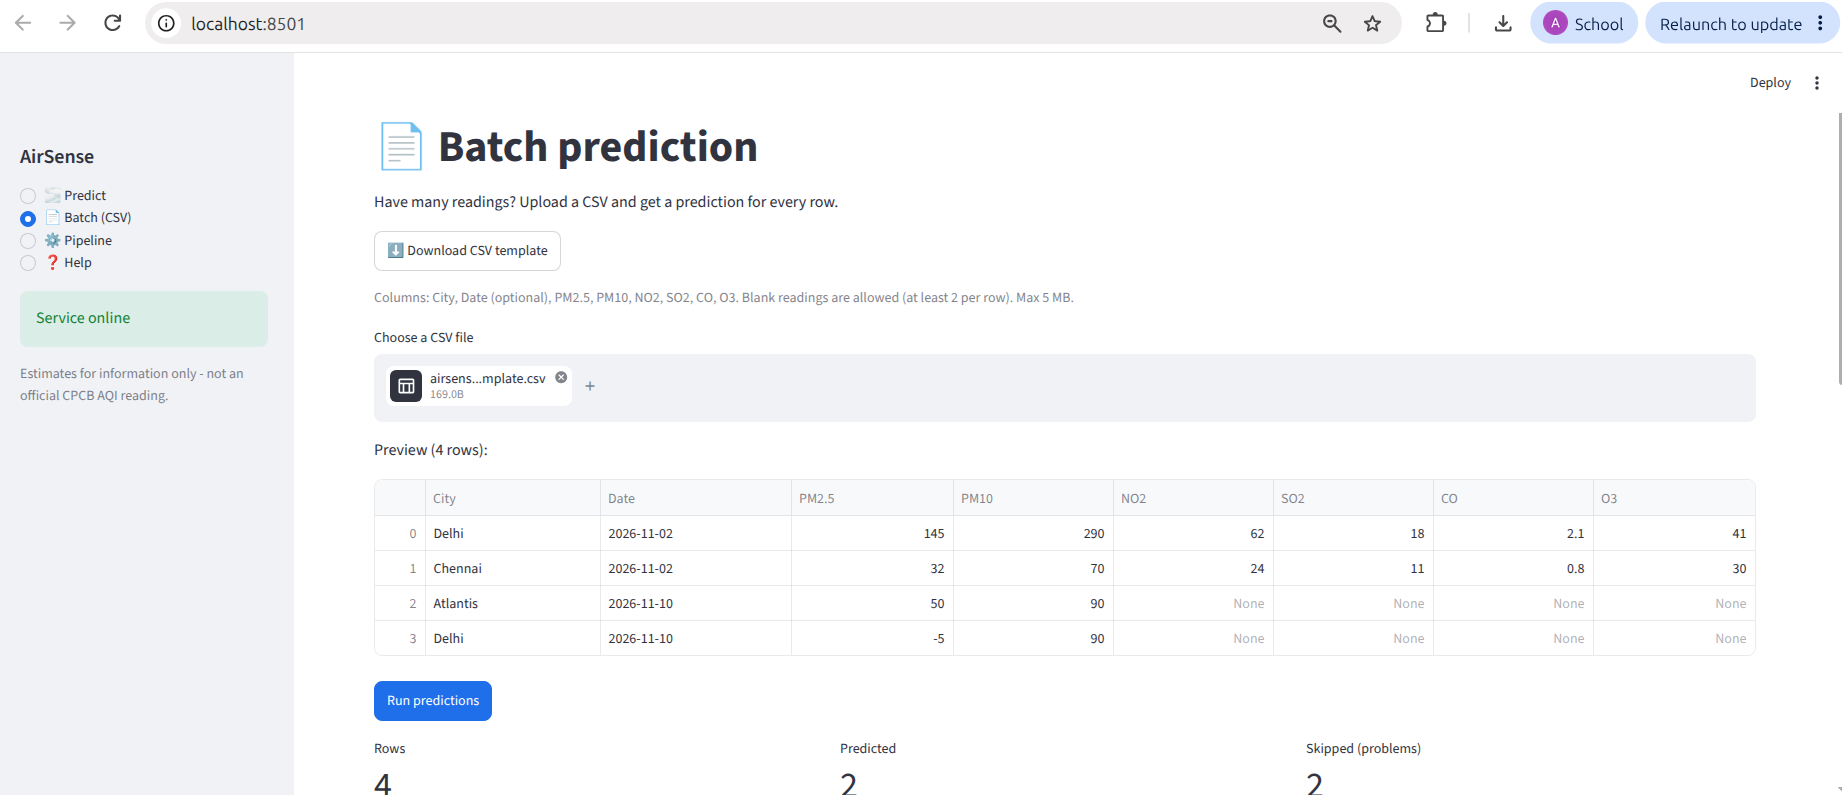 localhost:8501
A School
Relaunch to update
Deploy
AirSense
Predict
Batch (CSV)
Pipeline
Help
Service online
Estimates for information only - not an
official CPCB AQI reading.
Batch prediction
Have many readings? Upload a CSV and get a prediction for every row.
Download CSV template
Columns: City, Date (optional), PM2.5, PM10, NO2, SO2, CO, O3. Blank readings are allowed (at least 2 per row). Max 5 MB.
Choose a CSV file
airsens...mplate.csv
169.0B
Preview (4 rows):
City Date PM2.5 PM10 NO2 SO2 CO O3
0 Delhi 2026-11-02 145 290 62 18 2.1 41
1 Chennai 2026-11-02 32 70 24 11 0.8 30
2 Atlantis 2026-11-10 50 90 None None None None
3 Delhi 2026-11-10 -5 90 None None None None
Run predictions
Rows Predicted Skipped (problems)
4 2 2